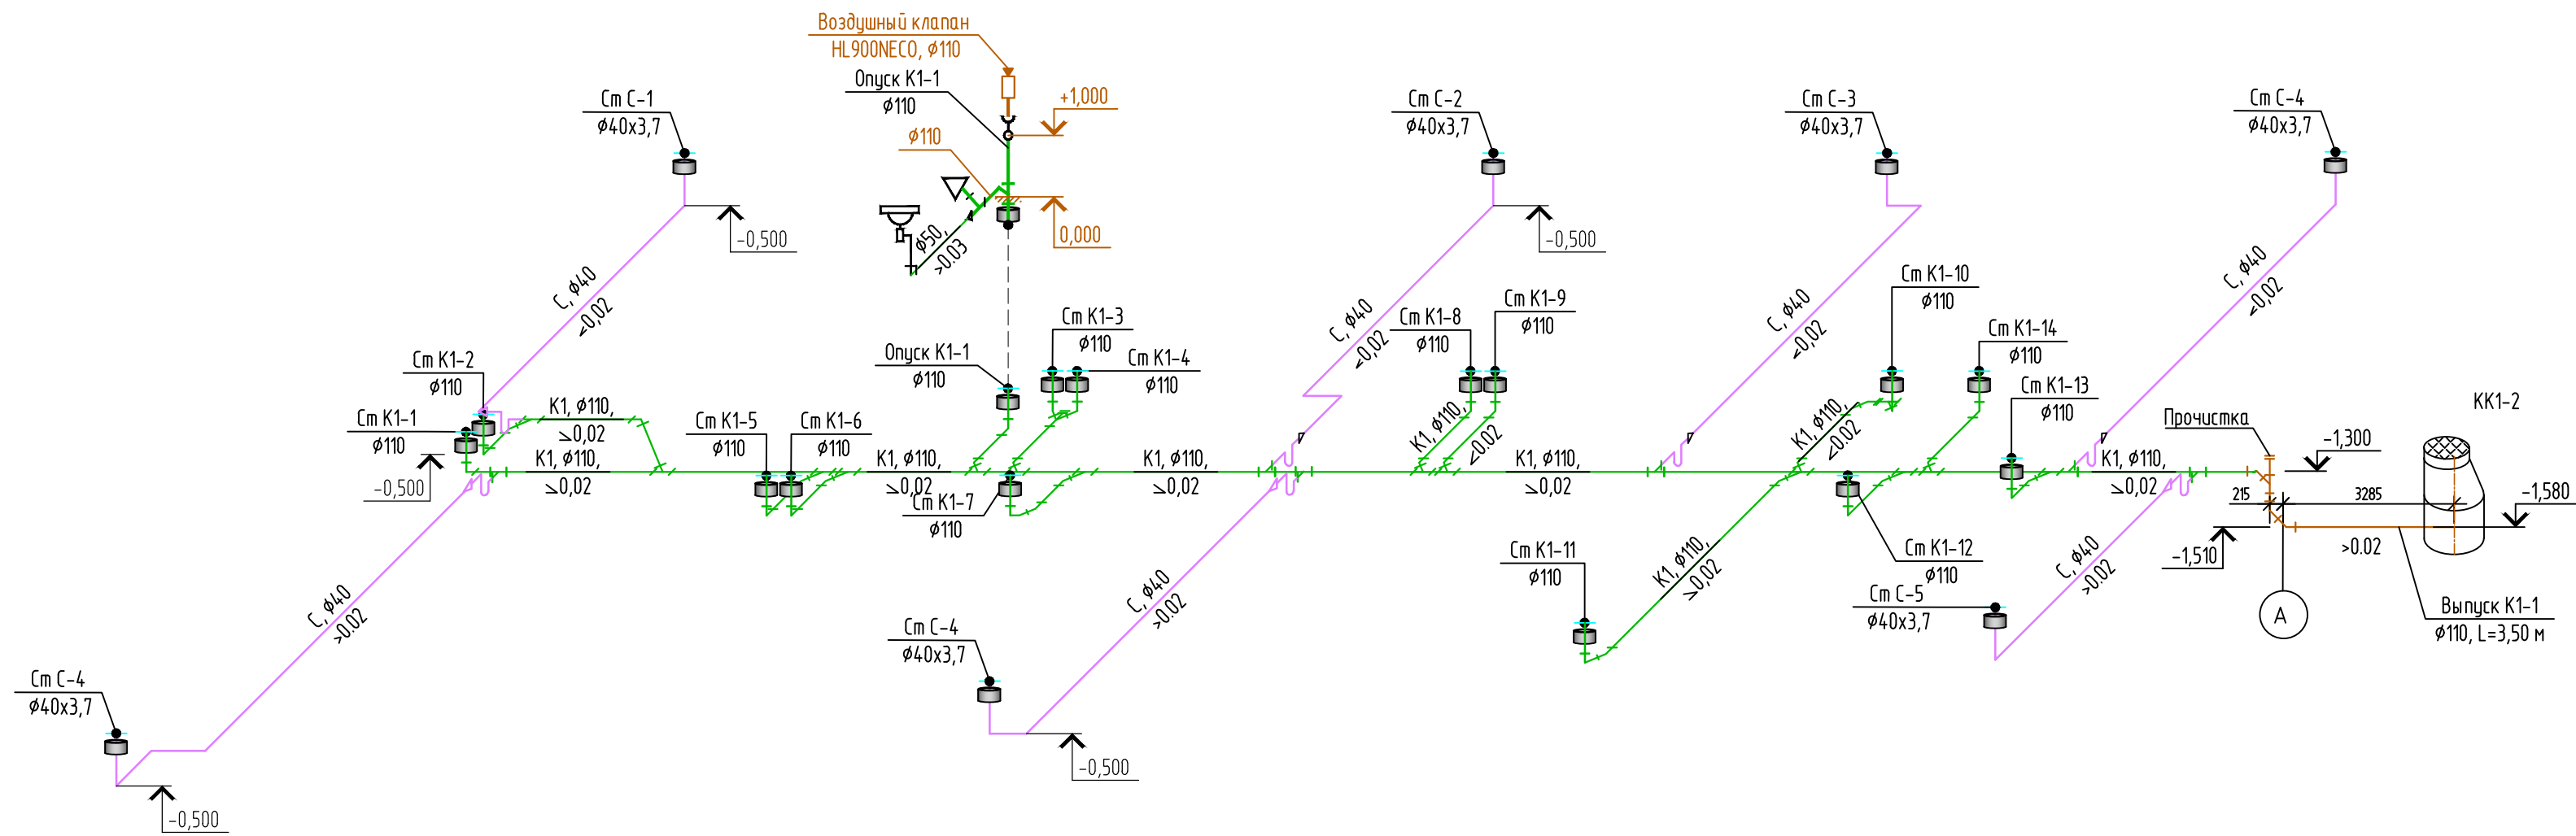 Воздушный клапан
HL900NECO, ϕ110
Опуск К1-1
ϕ110
+1,000
ϕ110
0,000
ϕ50,
>0.03
Ст С-1
ϕ40х3,7
-0,500
С, ϕ40
<0,02
Ст С-2
ϕ40х3,7
-0,500
С, ϕ40
<0,02
Ст С-3
ϕ40х3,7
С, ϕ40
<0,02
Ст С-4
ϕ40х3,7
С, ϕ40
<0,02
Ст К1-2
ϕ110
Ст К1-1
ϕ110
-0,500
К1, ϕ110,
⩾0,02
К1, ϕ110,
⩾0,02
Ст К1-5
ϕ110
Ст К1-6
ϕ110
Опуск К1-1
ϕ110
Ст К1-3
ϕ110
Ст К1-4
ϕ110
К1, ϕ110,
⩾0,02
Ст К1-7
ϕ110
К1, ϕ110,
⩾0,02
Ст К1-8
ϕ110
Ст К1-9
ϕ110
К1, ϕ110,
⩽0.02
К1, ϕ110,
⩾0,02
Ст К1-10
ϕ110
Ст К1-14
ϕ110
Ст К1-13
ϕ110
К1, ϕ110,
⩽0.02
К1, ϕ110,
⩾0,02
Прочистка
-1,300
КК1-2
215
3285
-1,580
-1,510
>0.02
А
Выпуск К1-1
ϕ110, L=3,50 м
Ст К1-11
ϕ110
К1, ϕ110,
⩾0,02
Ст К1-12
ϕ110
Ст С-5
ϕ40х3,7
С, ϕ40
>0.02
С, ϕ40
>0.02
Ст С-4
ϕ40х3,7
-0,500
С, ϕ40
>0.02
Ст С-4
ϕ40х3,7
-0,500